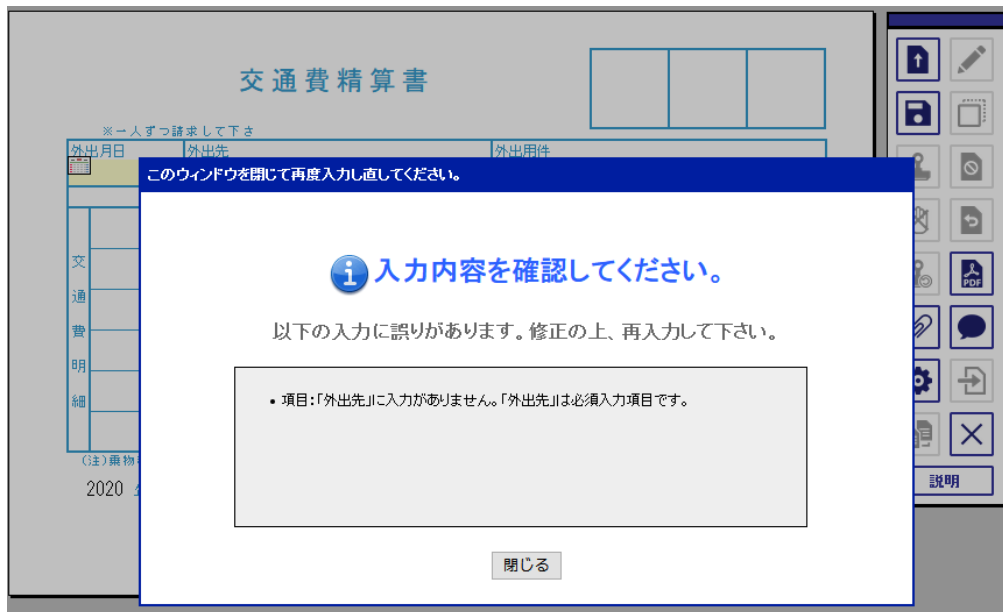 交通費精算書
※一人ずつ請求して下さ
外出月日 外出先 外出用件
このウィンドウを閉じて再度入力し直してください。
入力内容を確認してください。
以下の入力に誤りがあります。修正の上、再入力して下さい。
• 項目:「外出先」に入力がありません。「外出先」は必須入力項目です。
閉じる
交
通
費
明
細
(注)乗物
2020
PDF
説明